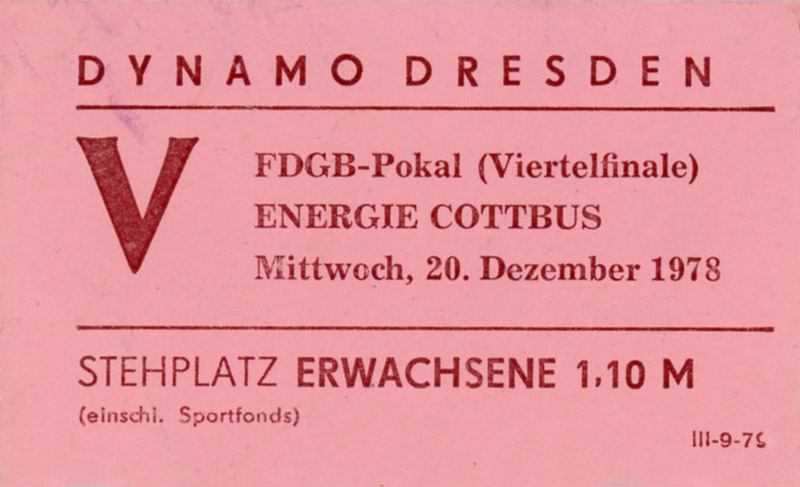 DYNAMO DRESDEN
V
FDGB-Pokal (Viertelfinale)
ENERGIE COTTBUS
Mittwoch, 20. Dezember 1978
STEHPLATZ ERWACHSENE 1,10 M
(einschl. Sportfonds)